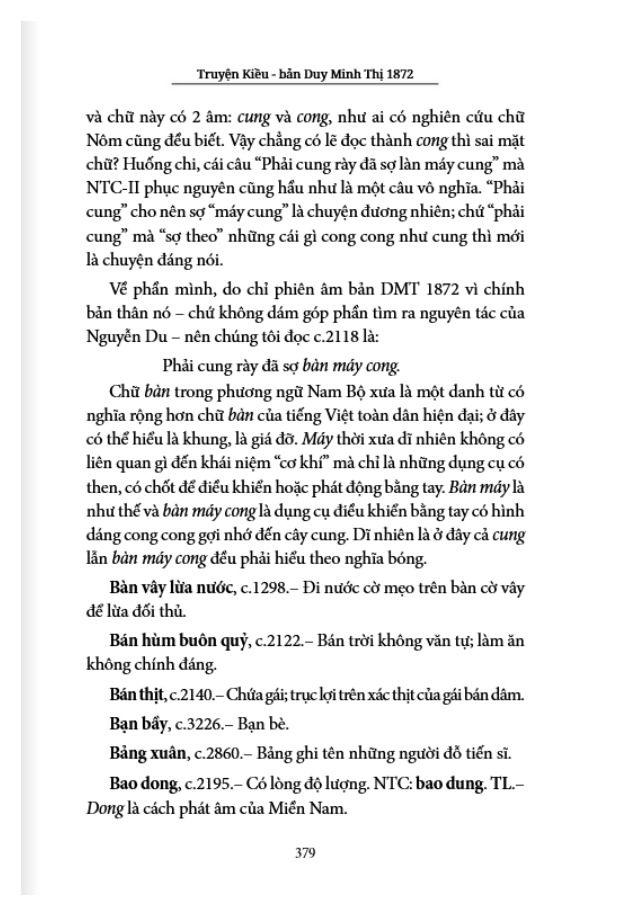 Truyện Kiều - bản Duy Minh Thị 1872
và chữ này có 2 âm: cung và cong, như ai có nghiên cứu chữ
Nôm cũng đều biết. Vậy chẳng có lẽ đọc thành cong thì sai mặt
chữ? Huống chi, cái câu “Phải cung rày đã sợ làn máy cung” mà
NTC-II phục nguyên cũng hầu như là một câu vô nghĩa. “Phải
cung” cho nên sợ “máy cung” là chuyện đương nhiên; chứ “phải
cung” mà “sợ theo” những cái gì cong cong như cung thì mới
là chuyện đáng nói.
Về phần mình, do chỉ phiên âm bản DMT 1872 vì chính
bản thân nó – chứ không dám góp phần tìm ra nguyên tác của
Nguyễn Du – nên chúng tôi đọc c.2118 là:
Phải cung rày đã sợ bàn máy cong.
Chữ bàn trong phương ngữ Nam Bộ xưa là một danh từ có
nghĩa rộng hơn chữ bàn của tiếng Việt toàn dân hiện đại; ở đây
có thể hiểu là khung, là giá đỡ. Máy thời xưa dĩ nhiên không có
liên quan gì đến khái niệm “cơ khí” mà chỉ là những dụng cụ có
then, có chốt để điều khiển hoặc phát động bằng tay. Bàn máy là
như thế và bàn máy cong là dụng cụ điều khiển bằng tay có hình
dáng cong cong gợi nhớ đến cây cung. Dĩ nhiên là ở đây cả cung
lẫn bàn máy cong đều phải hiểu theo nghĩa bóng.
Bàn vây lừa nước, c.1298.– Đi nước cờ mẹo trên bàn cờ vây
để lừa đối thủ.
Bán hùm buôn quỷ, c.2122.– Bán trời không văn tự; làm ăn
không chính đáng.
Bán thịt, c.2140.– Chứa gái; trục lợi trên xác thịt của gái bán dâm.
Bạn bầy, c.3226.– Bạn bè.
Bảng xuân, c.2860.– Bảng ghi tên những người đỗ tiến sĩ.
Bao dong, c.2195.– Có lòng độ lượng. NTC: bao dung. TL.–
Dong là cách phát âm của Miền Nam.
379